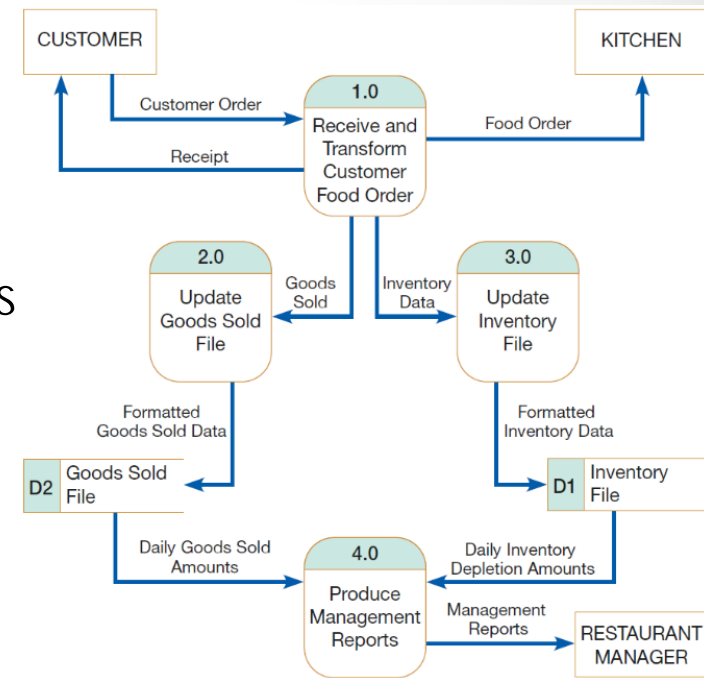 CUSTOMER
KITCHEN
1.0
Receive and
Transform
Customer
Food Order
Customer Order
Receipt
Food Order
S
2.0
Update
Goods Sold
File
Goods
Sold
Inventory
Data
3.0
Update
Inventory
File
Formatted
Goods Sold Data
Formatted
Inventory Data
D2
Goods Sold
File
D1
Inventory
File
Daily Goods Sold
Amounts
4.0
Produce
Management
Reports
Daily Inventory
Depletion Amounts
Management
Reports
RESTAURANT
MANAGER